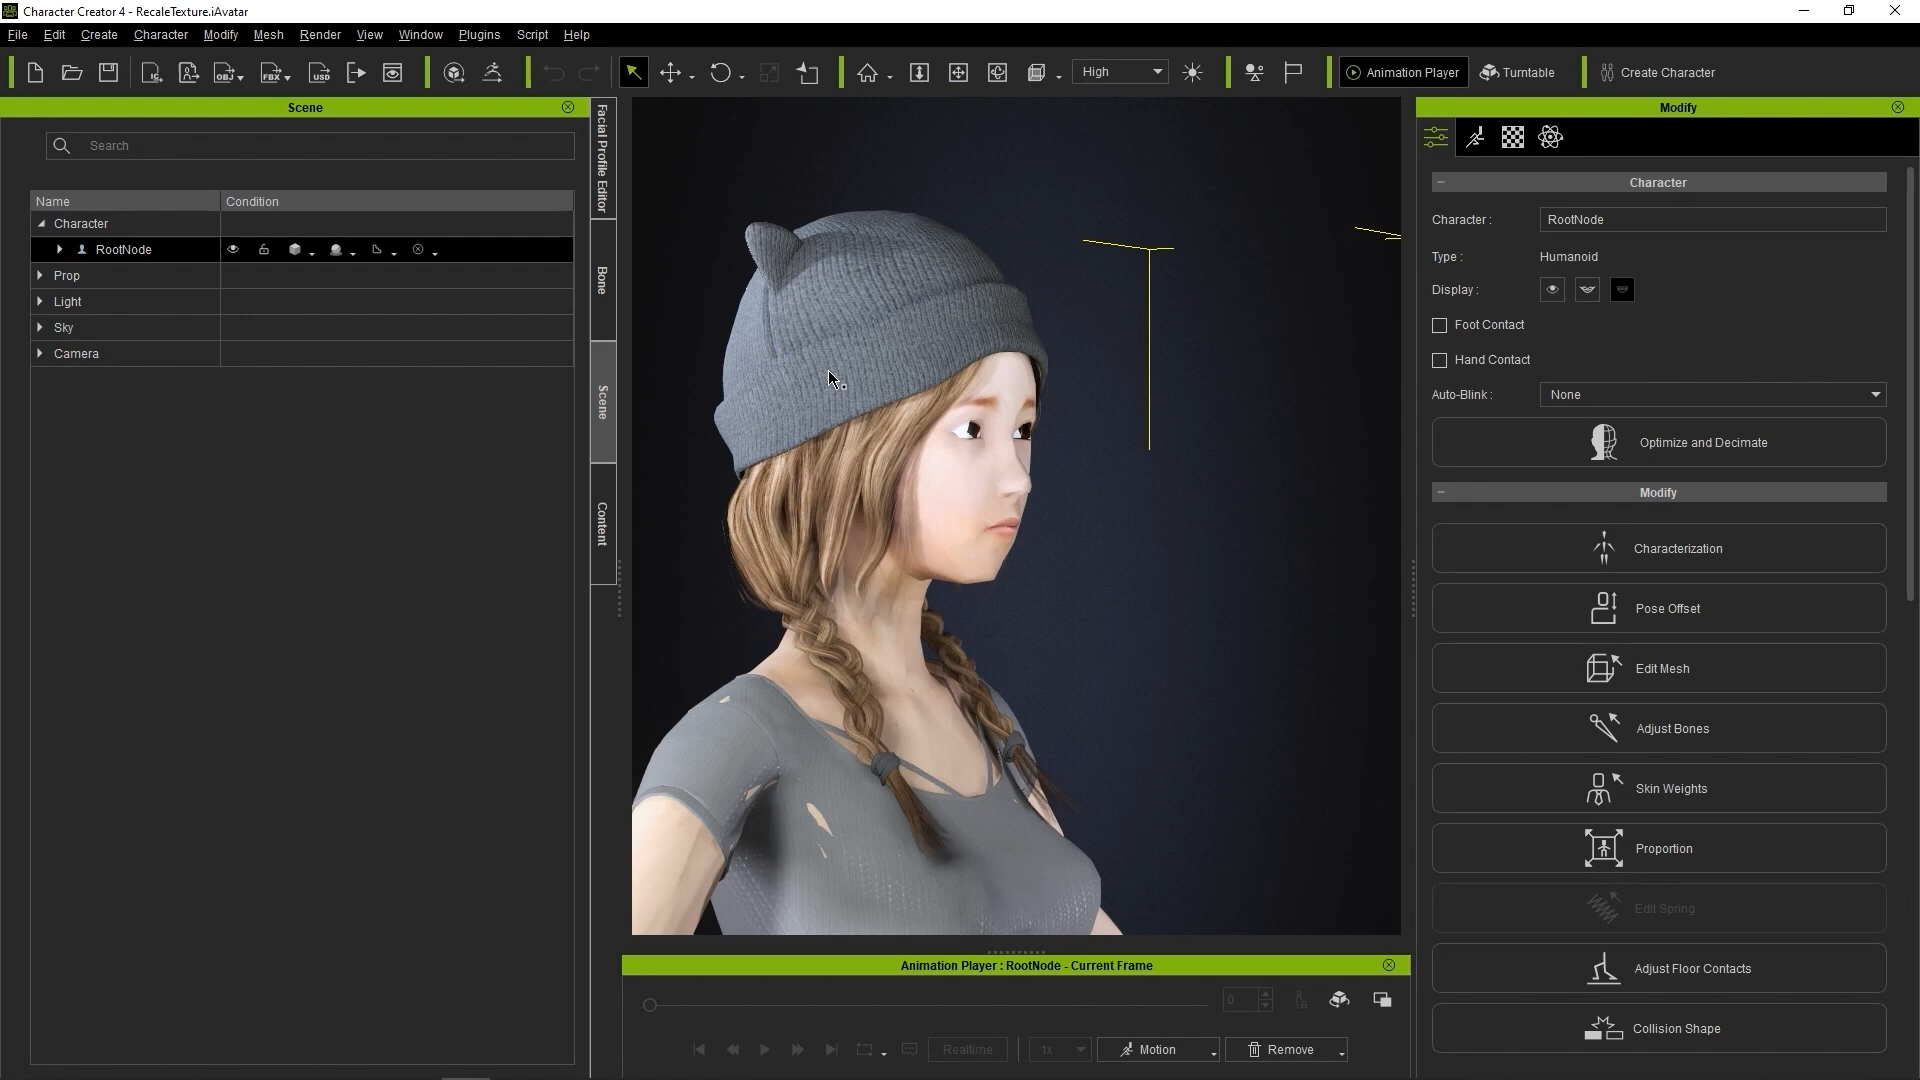 Character Creator 4 - RecaleTexture.iAvatar
File Edit Create Character Modify Mesh Render View Window Plugins Script Help
High
Animation Player
Turntable
Create Character
Scene
Search
Name Condition
Character
RootNode
Prop
Light
Sky
Camera
Facial Profile Editor
Bone
Scene
Content
Modify
Character
Character : RootNode
Type : Humanoid
Display :
Foot Contact
Hand Contact
Auto-Blink : None
Optimize and Decimate
Modify
Characterization
Pose Offset
Edit Mesh
Adjust Bones
Skin Weights
Proportion
Edit Spring
Adjust Floor Contacts
Collision Shape
Animation Player : RootNode - Current Frame
0
Realtime 1x Motion Remove